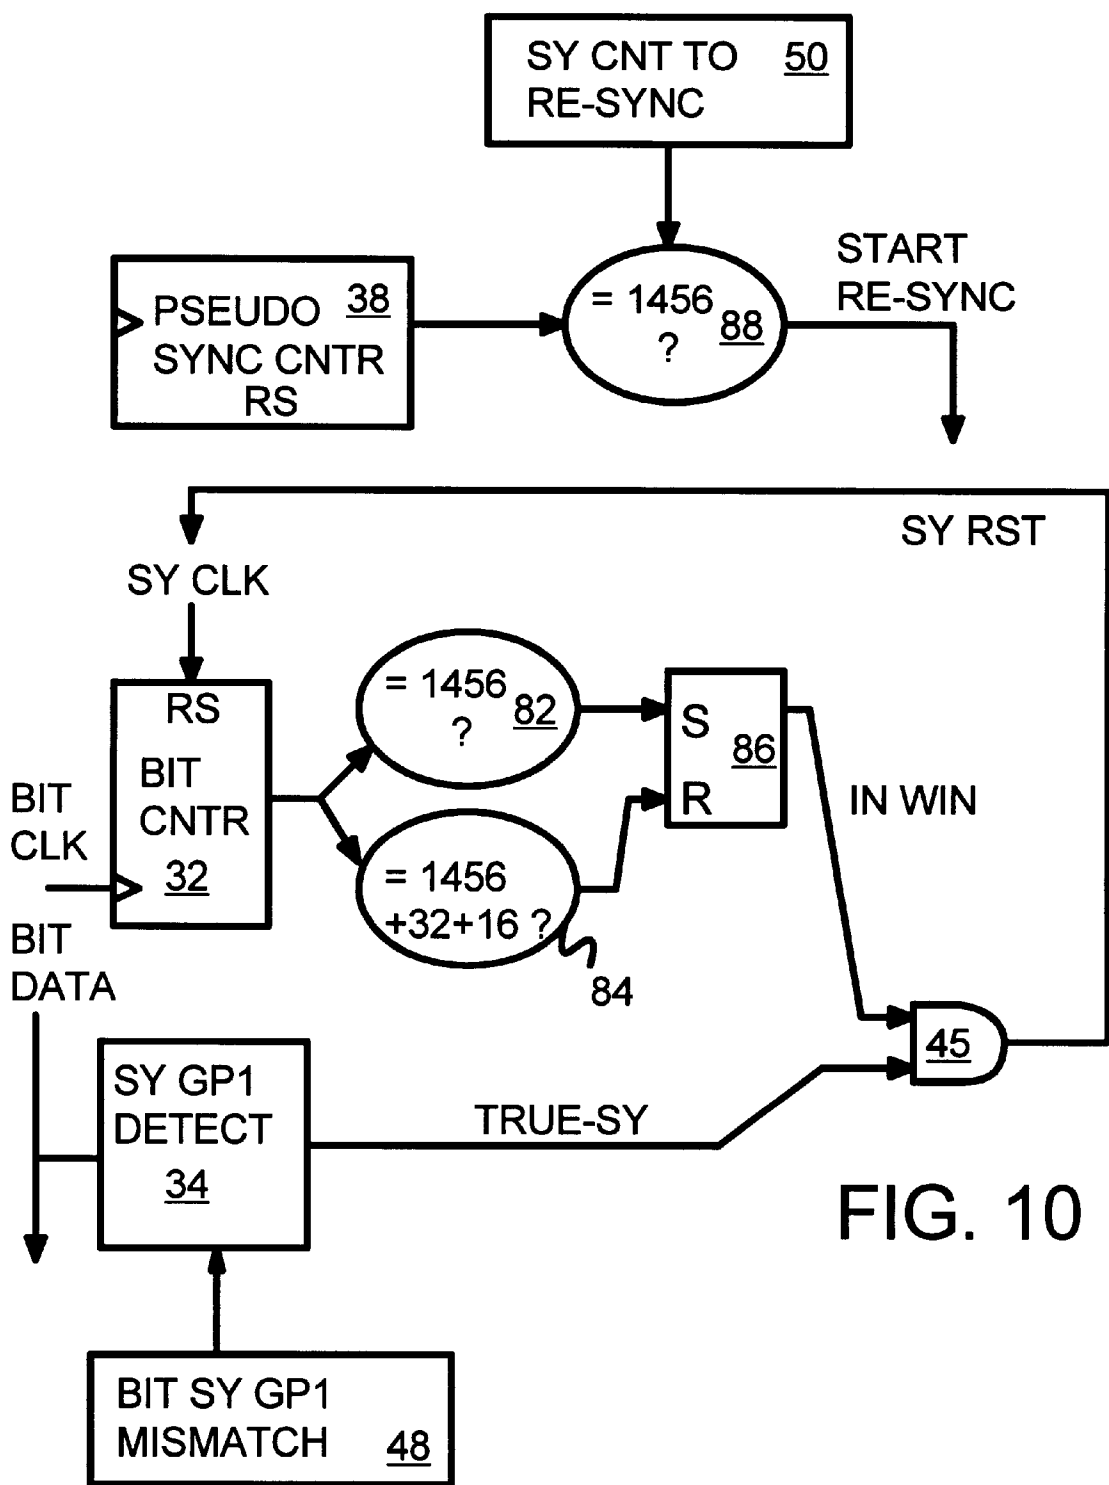 SY CNT TO 50
RE-SYNC
PSEUDO 38
SYNC CNTR
RS
= 1456
? 88
START
RE-SYNC
SY RST
SY CLK
RS
BIT
CNTR
32
BIT
CLK
= 1456
? 82
= 1456
+32+16 ?
84
S
R
86
IN WIN
BIT
DATA
45
SY GP1
DETECT
34
TRUE-SY
FIG. 10
BIT SY GP1
MISMATCH 48